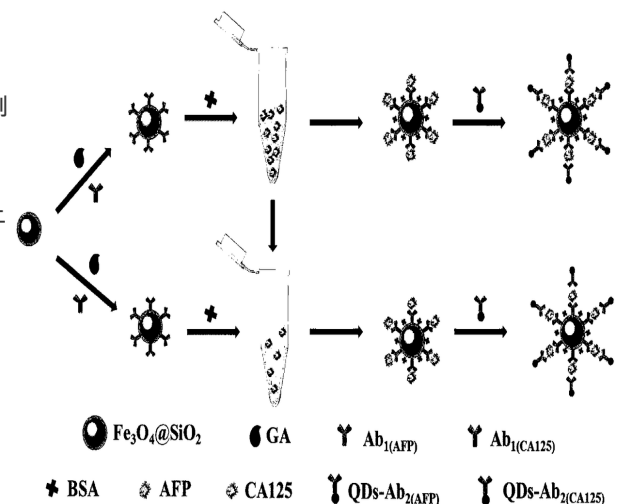 Fe₃O₄@SiO₂ GA Ab₁(AFP) Ab₁(CA125)
BSA AFP CA125 QDs-Ab₂(AFP) QDs-Ab₂(CA125)